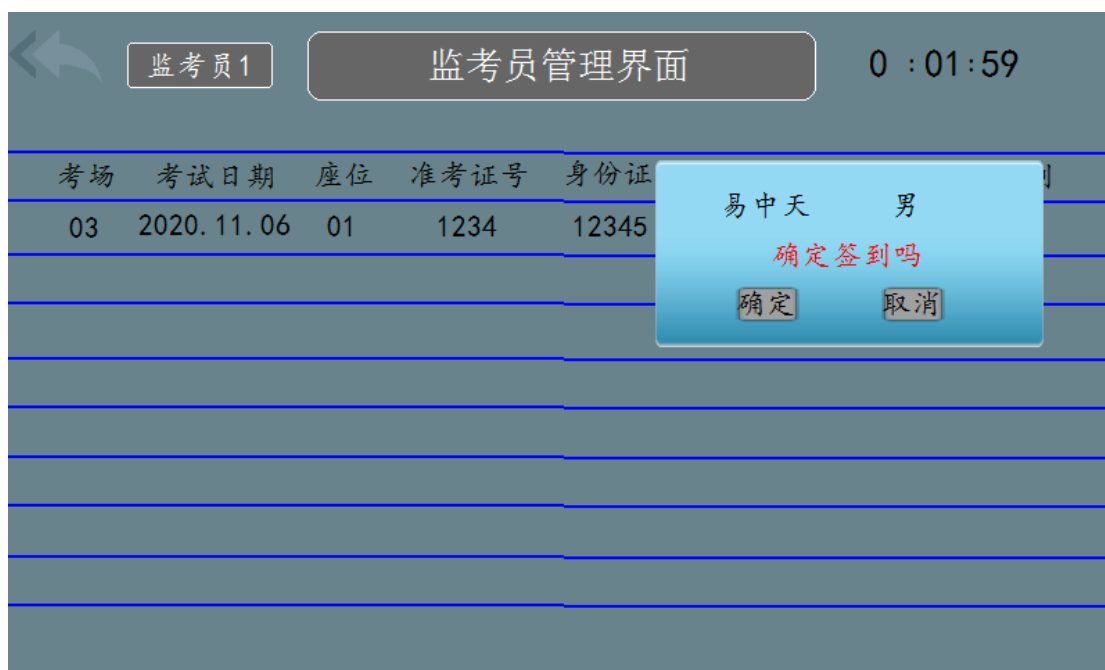 监考员1 监考员管理界面 0 :01:59
考场 考试日期 座位 准考证号 身份证
03 2020.11.06 01 1234 12345
易中天 男
确定签到吗
确定 取消